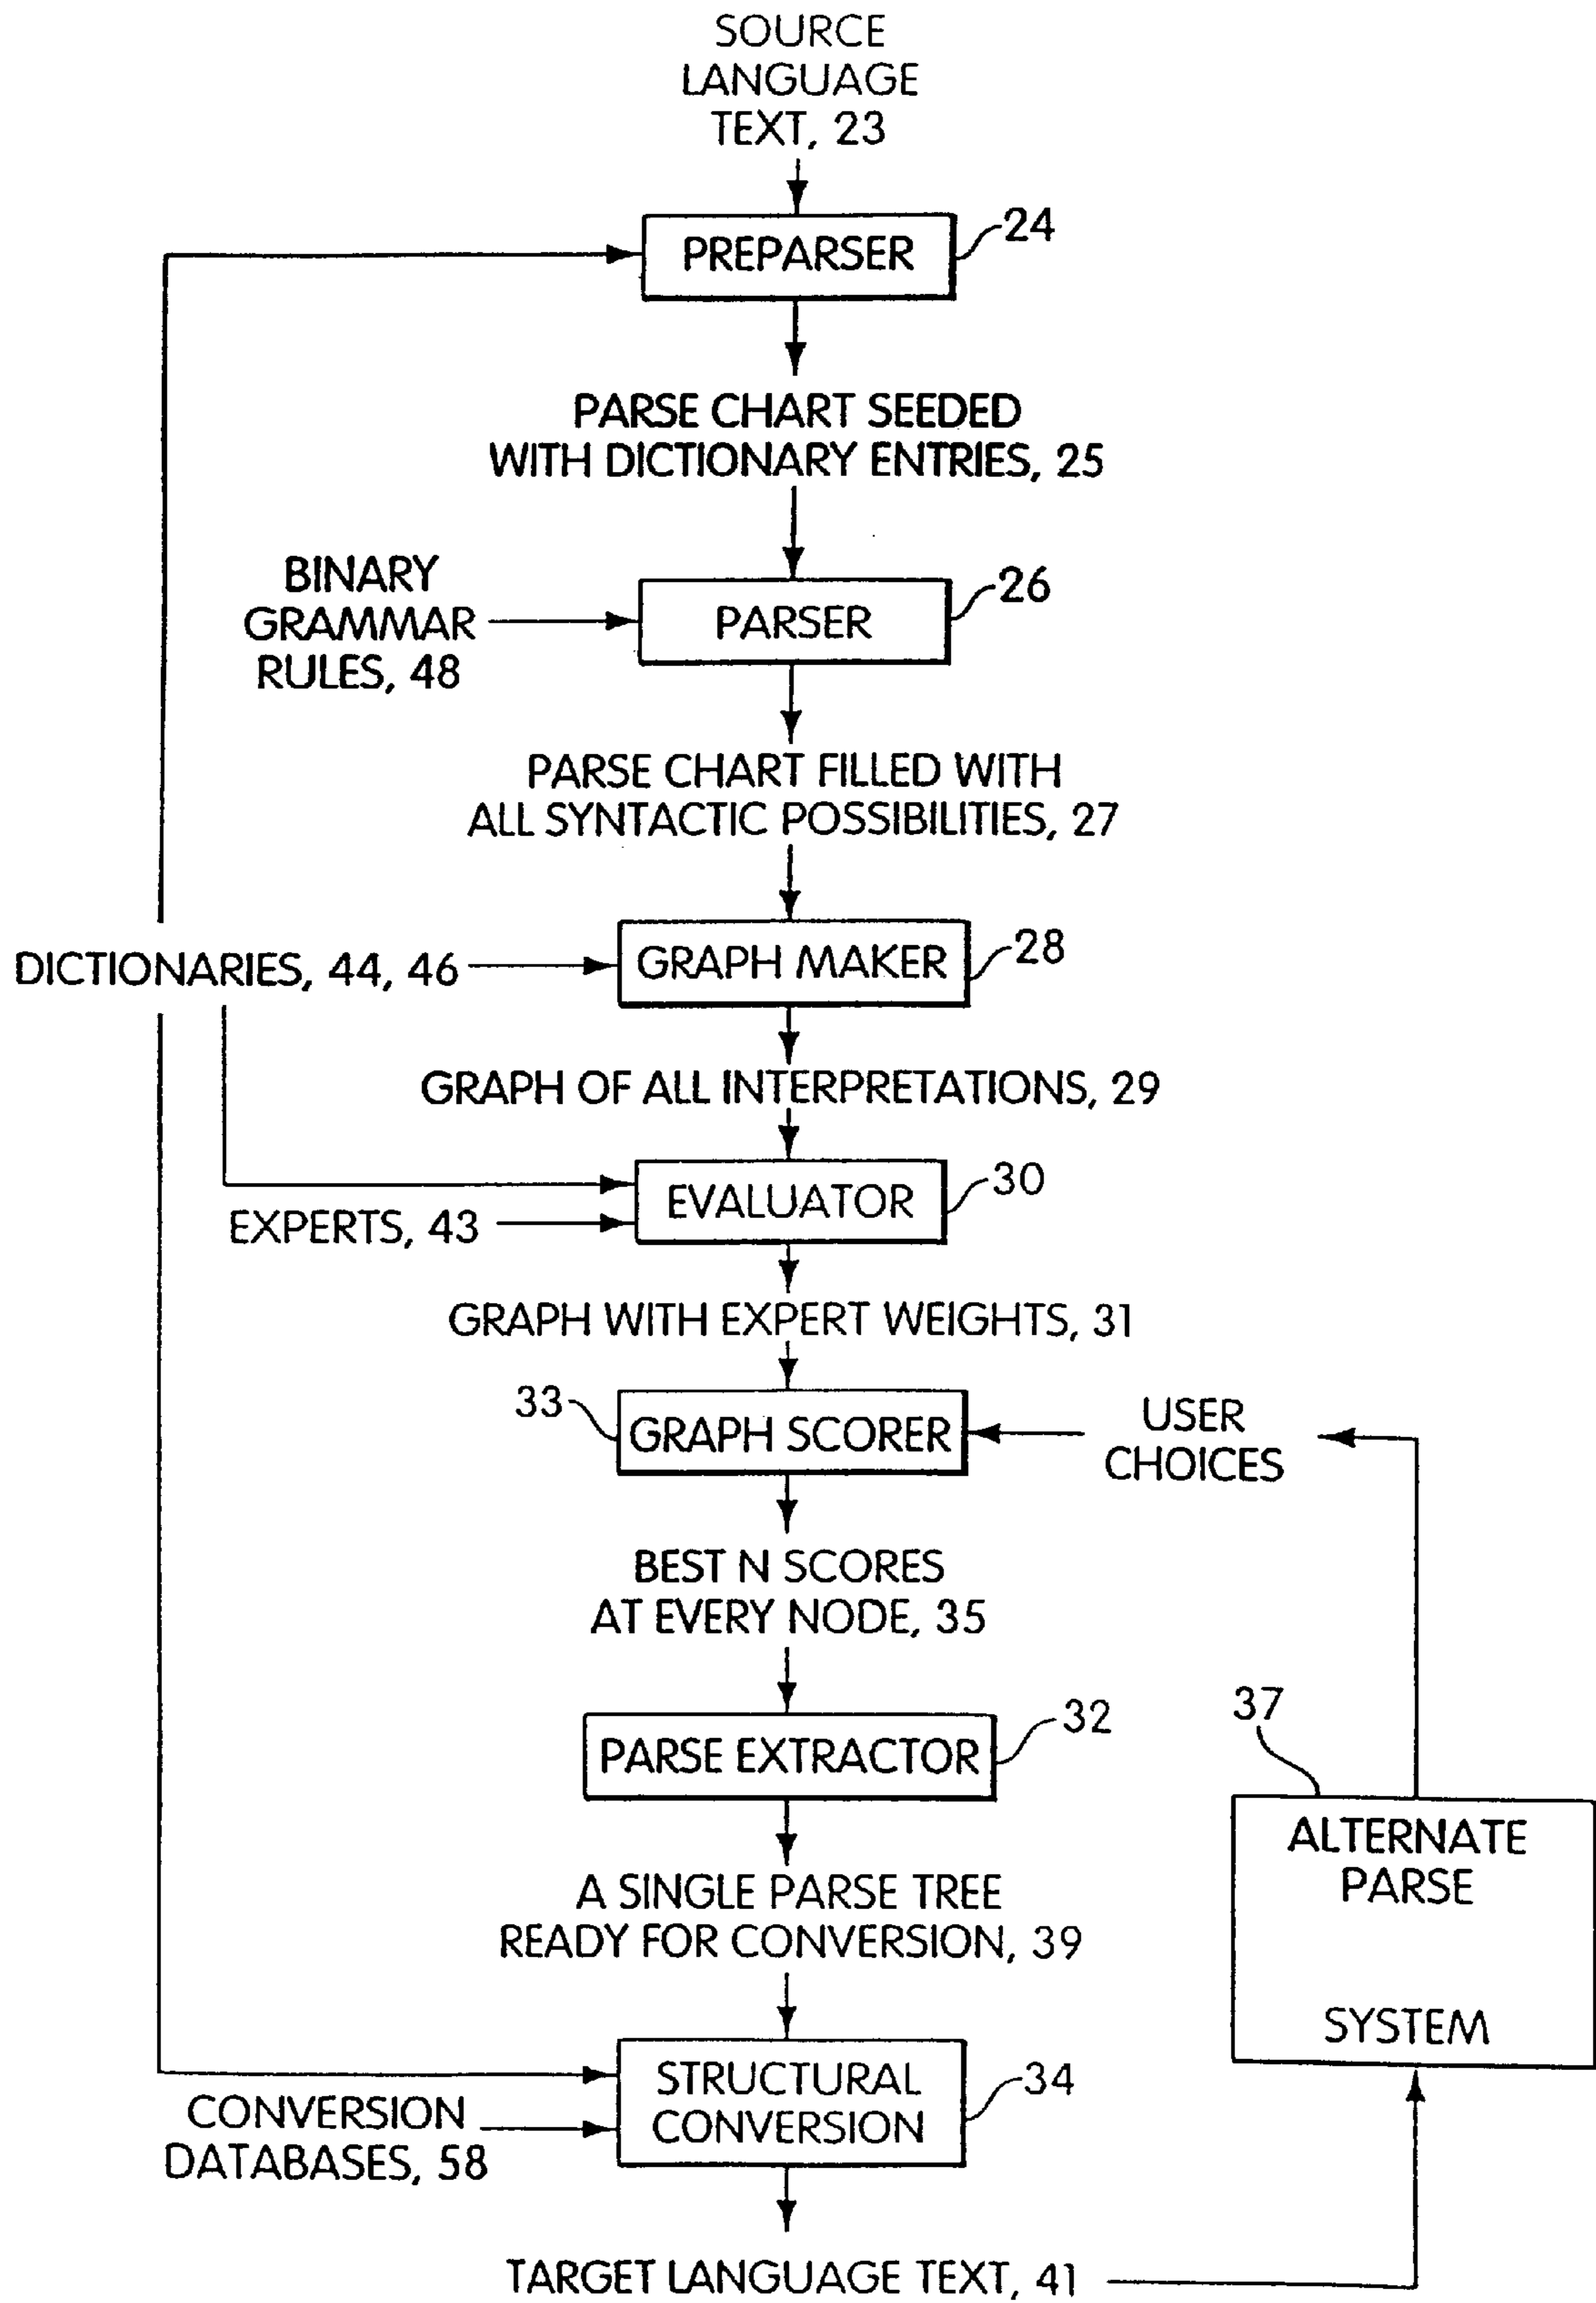 SOURCE
LANGUAGE
TEXT, 23
PREPARSER
24
PARSE CHART SEEDED
WITH DICTIONARY ENTRIES, 25
BINARY
GRAMMAR
RULES, 48
PARSER
26
PARSE CHART FILLED WITH
ALL SYNTACTIC POSSIBILITIES, 27
DICTIONARIES, 44, 46
GRAPH MAKER
28
GRAPH OF ALL INTERPRETATIONS, 29
EVALUATOR
30
EXPERTS, 43
GRAPH WITH EXPERT WEIGHTS, 31
33
GRAPH SCORER
USER
CHOICES
BEST N SCORES
AT EVERY NODE, 35
PARSE EXTRACTOR
32
37
ALTERNATE
PARSE
SYSTEM
A SINGLE PARSE TREE
READY FOR CONVERSION, 39
STRUCTURAL
CONVERSION
34
CONVERSION
DATABASES, 58
TARGET LANGUAGE TEXT, 41